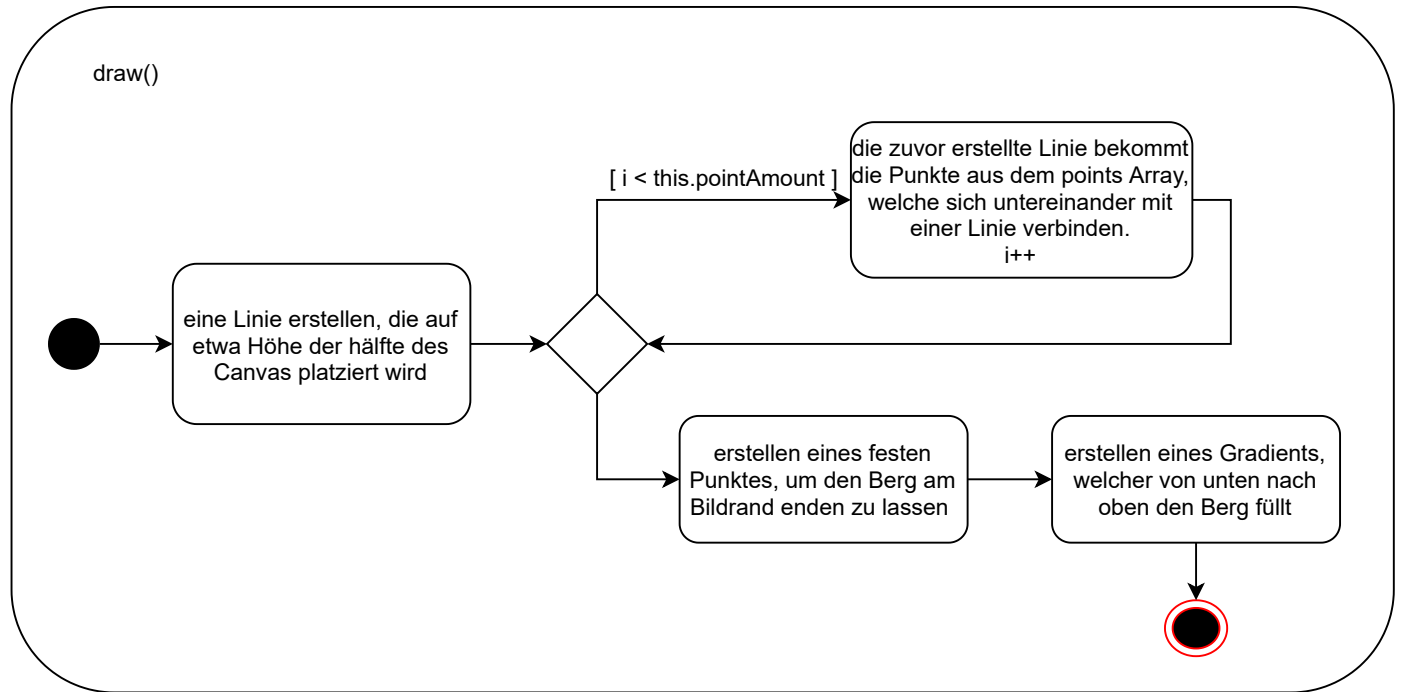 draw()
eine Linie erstellen, die auf
etwa Höhe der hälfte des
Canvas platziert wird
[ i < this.pointAmount ]
die zuvor erstellte Linie bekommt
die Punkte aus dem points Array,
welche sich untereinander mit
einer Linie verbinden.
i++
erstellen eines festen
Punktes, um den Berg am
Bildrand enden zu lassen
erstellen eines Gradients,
welcher von unten nach
oben den Berg füllt